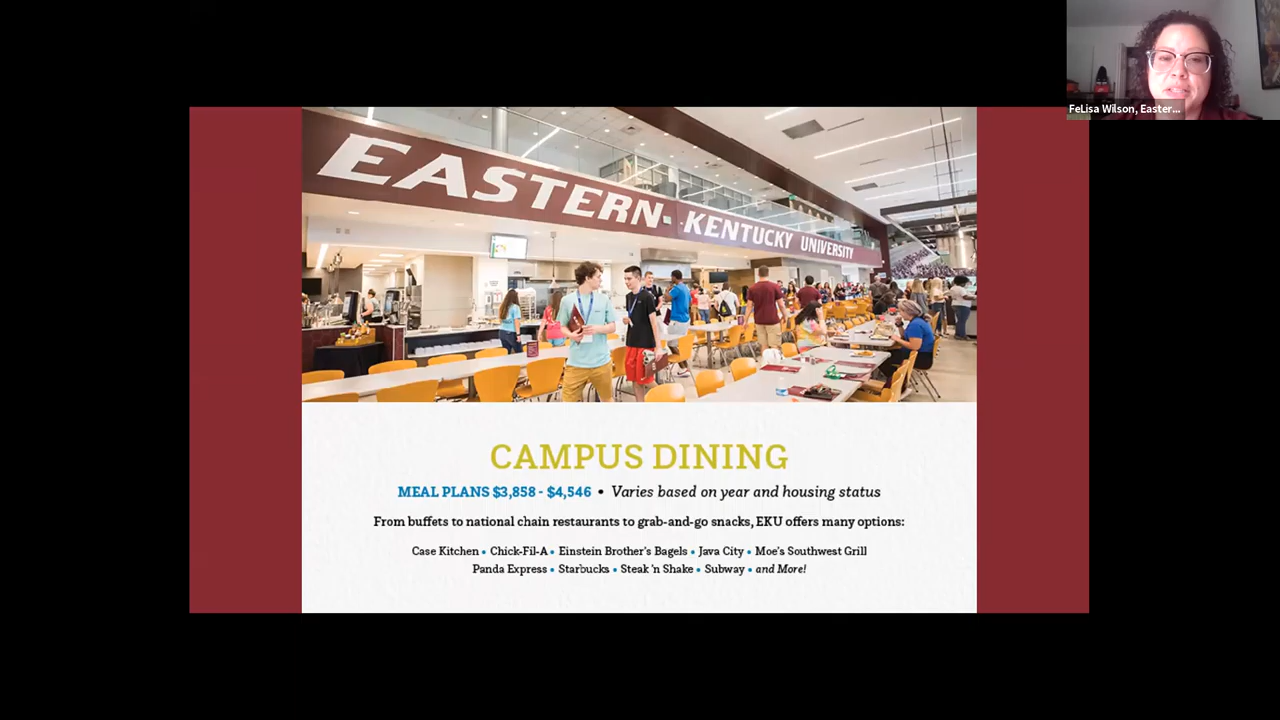 FeLisa Wilson, Easter...
EASTERN KENTUCKY UNIVERSITY
CAMPUS DINING
MEAL PLANS $3,858 - $4,546 • Varies based on year and housing status
From buffets to national chain restaurants to grab-and-go snacks, EKU offers many options:
Case Kitchen • Chick-Fil-A • Einstein Brother's Bagels • Java City • Moe's Southwest Grill
Panda Express • Starbucks • Steak 'n Shake • Subway • and More!